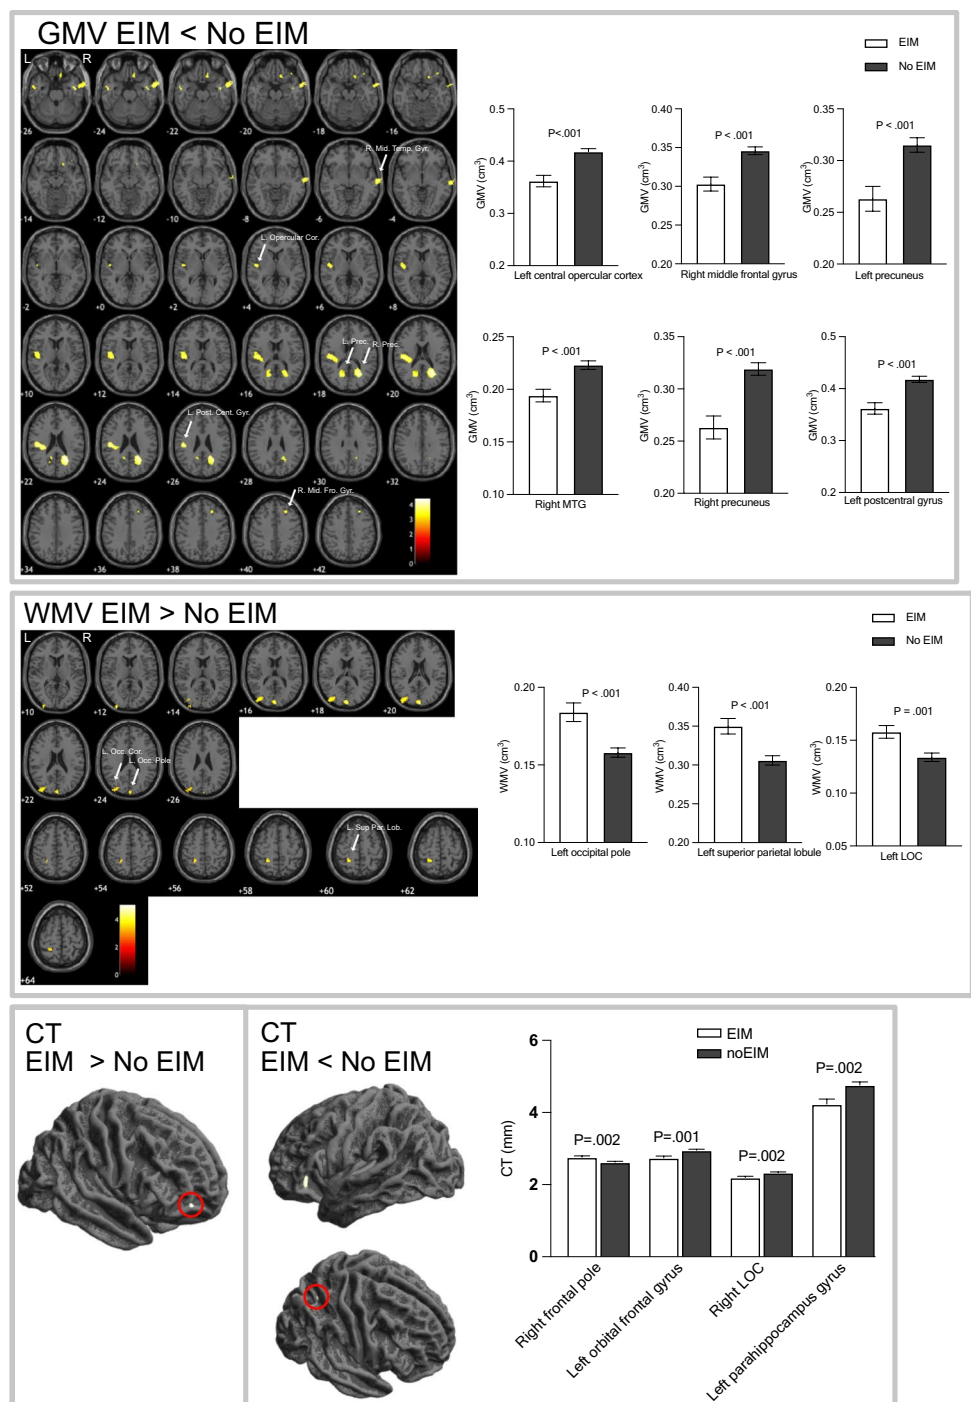 GMV EIM < No EIM
L R
EIM
No EIM
-26 -24 -22 -20 -18 -16
R. Mid. Temp. Gyr.
-14 -12 -10 -8 -6 -4
L. Opercular Cor.
-2 +0 +2 +4 +6 +8
L. Prec.
R. Prec.
+10 +12 +14 +16 +18 +20
L. Post. Cent. Gyr.
+22 +24 +26 +28 +30 +32
R. Mid. Fro. Gyr.
+34 +36 +38 +40 +42
4
3
2
1
0
GMV (cm³)
0.5
0.4
0.3
0.2
P<.001
Left central opercular cortex
GMV (cm³)
0.40
0.35
0.30
0.25
0.20
P < .001
Right middle frontal gyrus
GMV (cm³)
0.35
0.30
0.25
0.20
P < .001
Left precuneus
GMV (cm³)
0.25
0.20
0.15
0.10
P < .001
Right MTG
GMV (cm³)
0.35
0.30
0.25
0.20
P < .001
Right precuneus
GMV (cm³)
0.5
0.4
0.3
0.2
P < .001
Left postcentral gyrus
WMV EIM > No EIM
L R
EIM
No EIM
+10 +12 +14 +16 +18 +20
L. Occ. Cor.
L. Occ. Pole
+22 +24 +26
L. Sup Par. Lob.
+52 +54 +56 +58 +60 +62
+64
4
2
0
WMV (cm³)
0.20
0.15
0.10
P < .001
Left occipital pole
WMV (cm³)
0.40
0.35
0.30
0.25
0.20
P < .001
Left superior parietal lobule
WMV (cm³)
0.20
0.15
0.10
0.05
P = .001
Left LOC
CT
EIM > No EIM
CT
EIM < No EIM
EIM
noEIM
CT (mm)
6
4
2
0
P=.002
P=.001
P=.002
P=.002
Right frontal pole
Left orbital frontal gyrus
Right LOC
Left parahippocampus gyrus